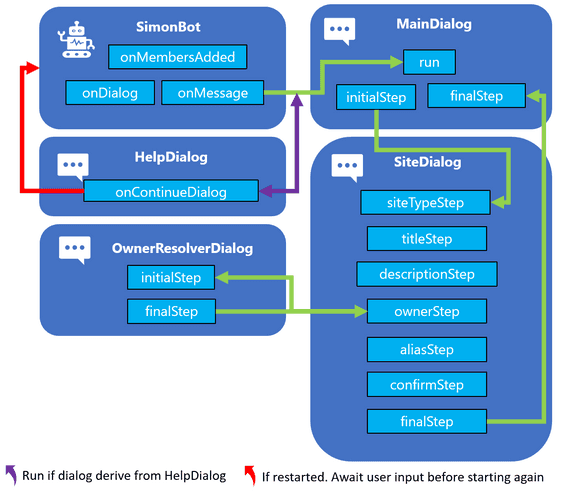 SimonBot
onMembersAdded
onDialog
onMessage
MainDialog
run
initialStep
finalStep
HelpDialog
onContinueDialog
OwnerResolverDialog
initialStep
finalStep
SiteDialog
siteTypeStep
titleStep
descriptionStep
ownerStep
aliasStep
confirmStep
finalStep
Run if dialog derive from HelpDialog
If restarted. Await user input before starting again